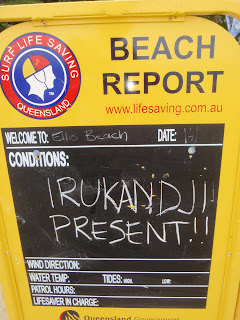 SURF LIFE SAVING
QUEENSLAND
BEACH
REPORT
www.lifesaving.com.au
WELCOME TO: Ellis Beach DATE:
CONDITIONS:
IRUKANDJI
PRESENT!!
WIND DIRECTION:
WATER TEMP: TIDES: HIGH. LOW:
PATROL HOURS:
LIFESAVER IN CHARGE:
Queensland Government